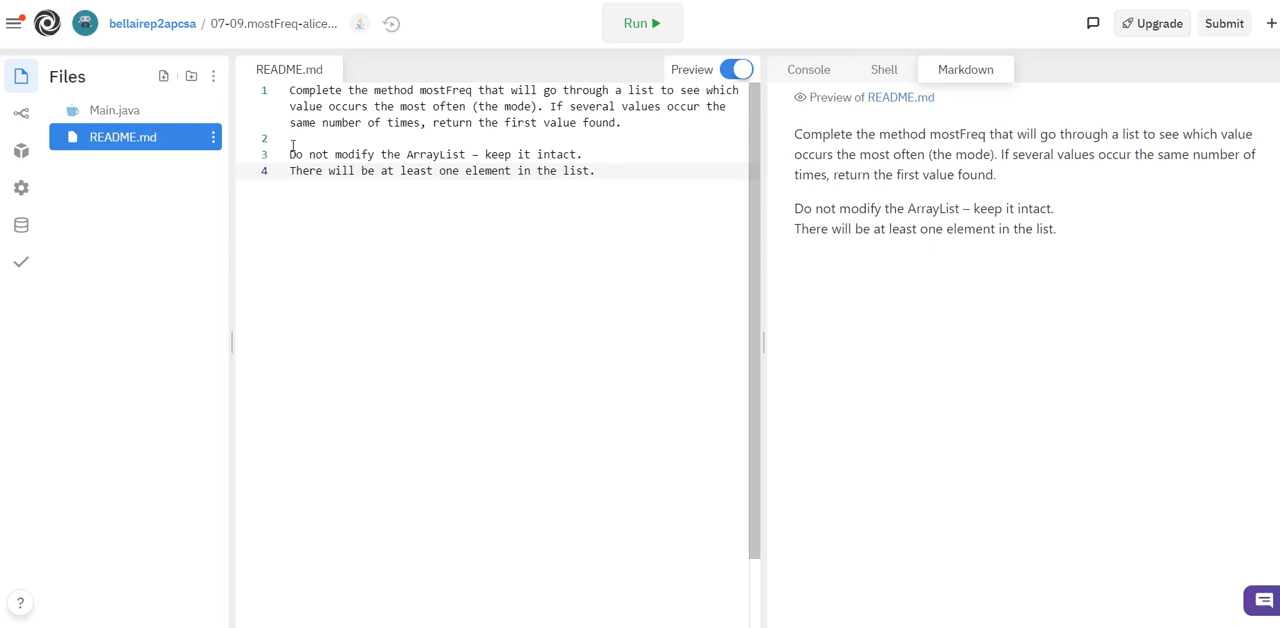 bellairep2apcsa / 07-09.mostFreq-alice...
Run
Upgrade
Submit
Files
Main.java
README.md
README.md
Preview
1 Complete the method mostFreq that will go through a list to see which
value occurs the most often (the mode). If several values occur the
same number of times, return the first value found.
2
3 Do not modify the ArrayList – keep it intact.
4 There will be at least one element in the list.
Console
Shell
Markdown
Preview of README.md
Complete the method mostFreq that will go through a list to see which value
occurs the most often (the mode). If several values occur the same number of
times, return the first value found.
Do not modify the ArrayList – keep it intact.
There will be at least one element in the list.
?